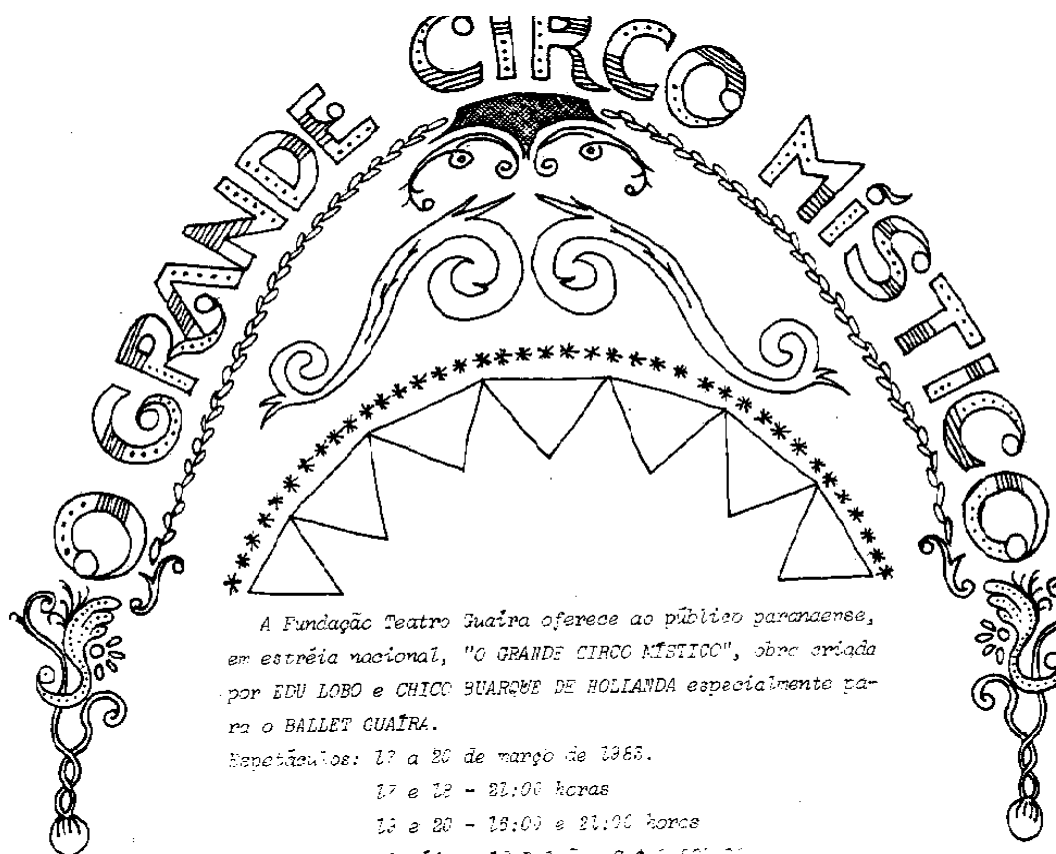 O GRANDE CIRCO MÍSTICO
A Fundação Teatro Guaíra oferece ao público paranaense,
em estréia nacional, "O GRANDE CIRCO MÍSTICO", obra criada
por EDU LOBO e CHICO BUARQUE DE HOLLANDA especialmente pa-
ra o BALLET GUAÍRA.
Espetáculos: 17 a 20 de março de 1983.
17 e 18 - 21:00 horas
19 e 20 - 18:00 e 21:00 horas